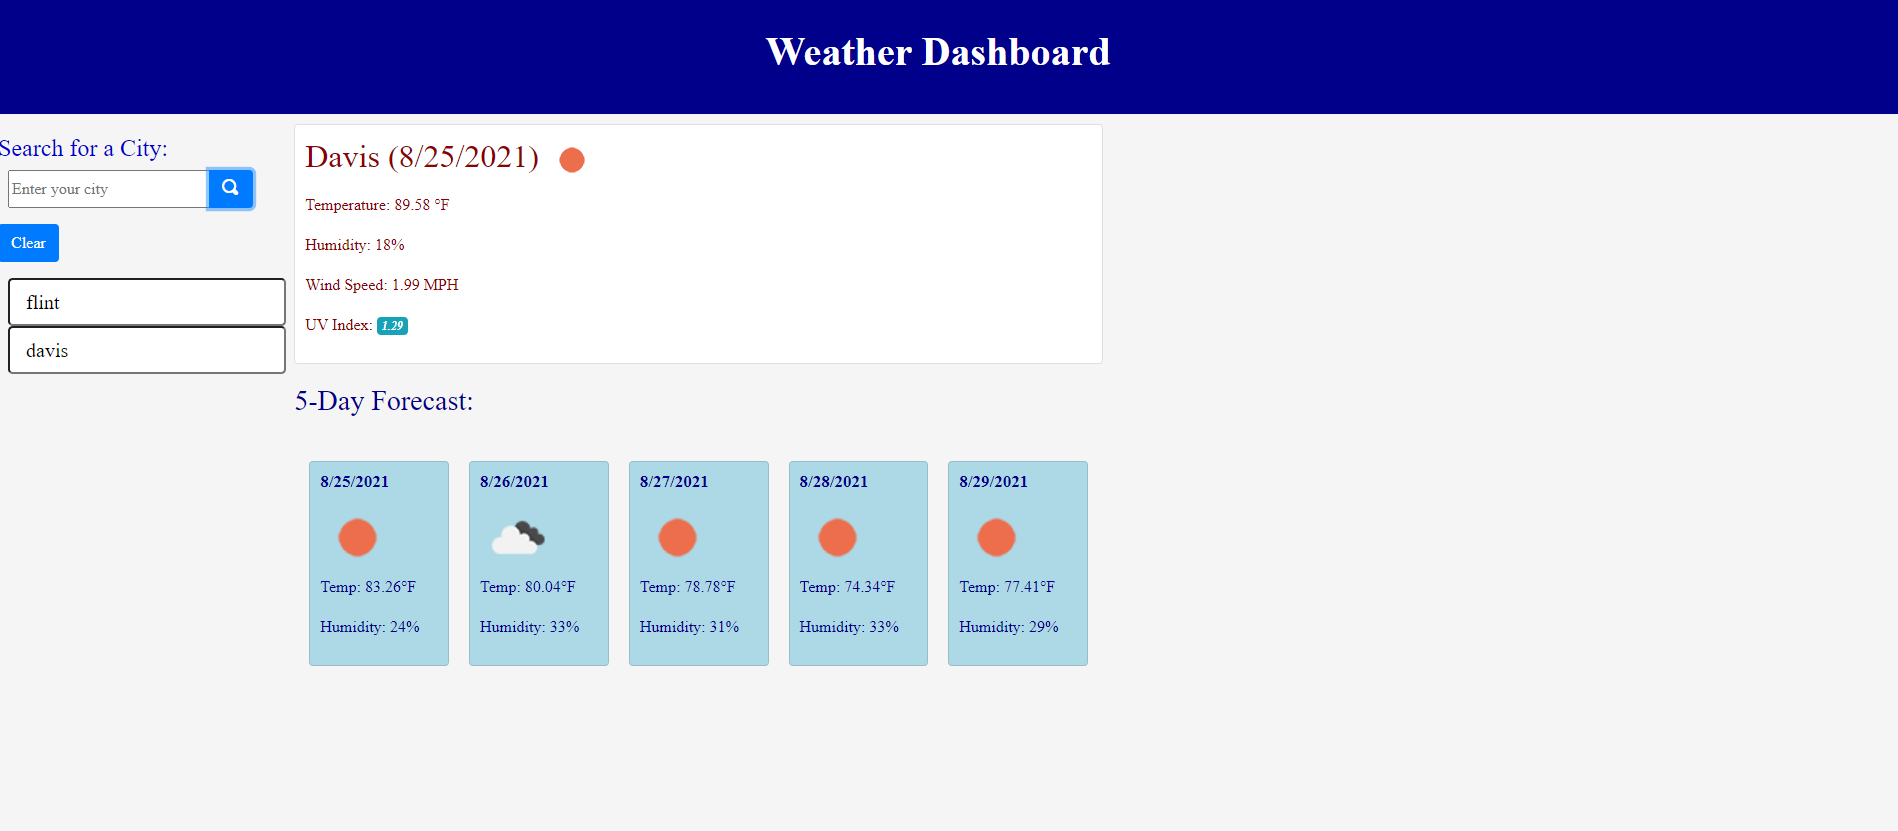 Weather Dashboard
Search for a City:
Enter your city
Clear
flint
davis
Davis (8/25/2021)
Temperature: 89.58 °F
Humidity: 18%
Wind Speed: 1.99 MPH
UV Index: 1.29
5-Day Forecast:
8/25/2021
Temp: 83.26°F
Humidity: 24%
8/26/2021
Temp: 80.04°F
Humidity: 33%
8/27/2021
Temp: 78.78°F
Humidity: 31%
8/28/2021
Temp: 74.34°F
Humidity: 33%
8/29/2021
Temp: 77.41°F
Humidity: 29%